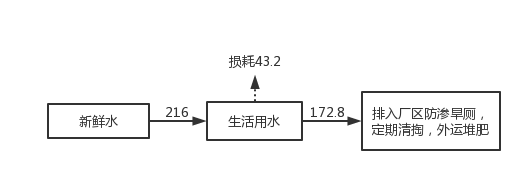 损耗43.2
新鲜水
216
生活用水
172.8
排入厂区防渗旱厕，
定期清掏，外运堆肥